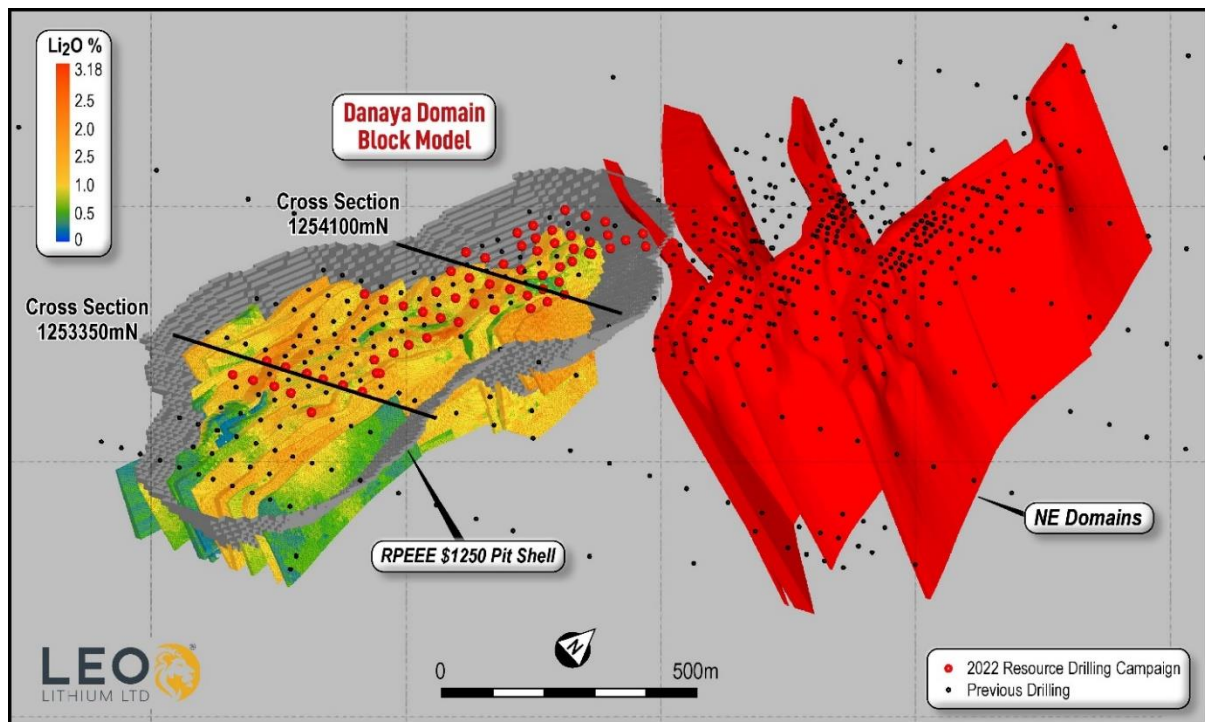 Li2O %
3.18
2.5
2.0
2.5
1.0
0.5
0
Danaya Domain
Block Model
Cross Section
1254100mN
Cross Section
1253350mN
RPEEE $1250 Pit Shell
NE Domains
LEO
LITHIUM LTD
®
N
0
500m
2022 Resource Drilling Campaign
Previous Drilling